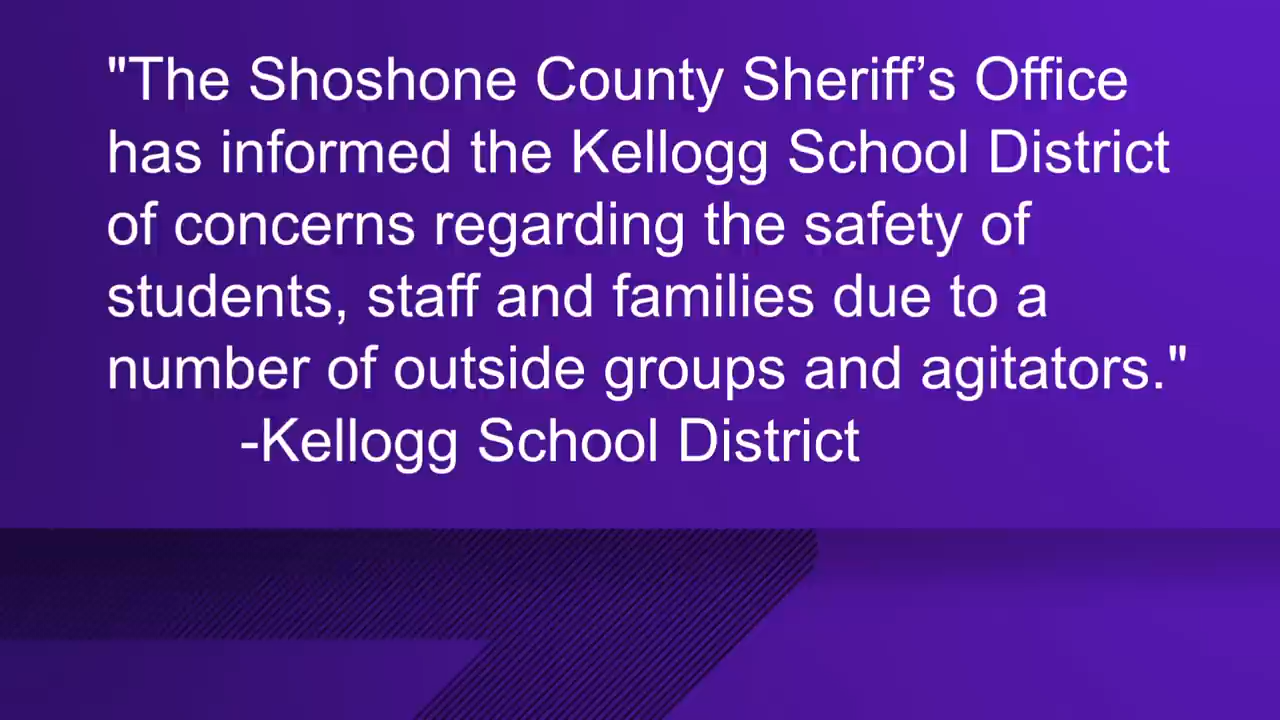 "The Shoshone County Sheriff’s Office
has informed the Kellogg School District
of concerns regarding the safety of
students, staff and families due to a
number of outside groups and agitators."
-Kellogg School District